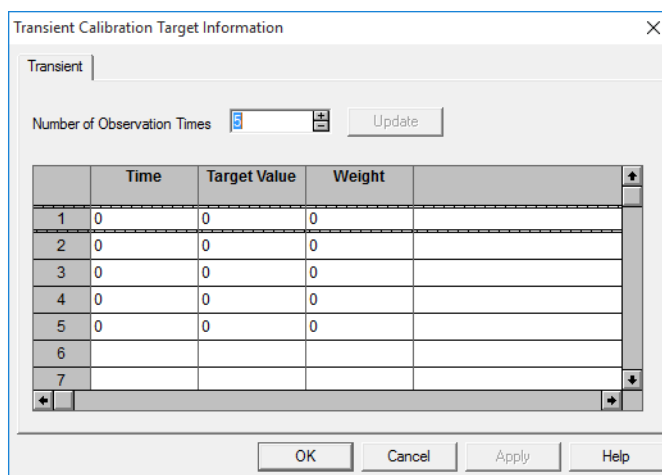 Transient Calibration Target Information
Transient
Number of Observation Times 5 Update
Time Target Value Weight
1 0 0 0
2 0 0 0
3 0 0 0
4 0 0 0
5 0 0 0
6
7
OK Cancel Apply Help